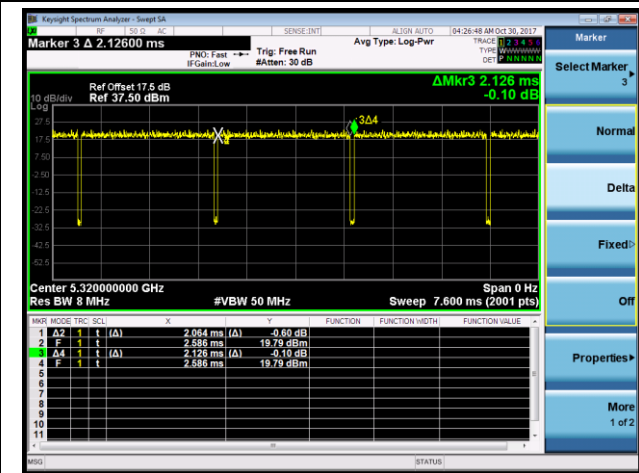 Keysight Spectrum Analyzer - Swept SA
RF 50 Ω AC SENSE:INT ALIGN AUTO 04:26:48 AM Oct 30, 2017
Marker 3 Δ 2.12600 ms
PNO: Fast
IFGain:Low
Trig: Free Run
#Atten: 30 dB
Avg Type: Log-Pwr
TRACE 1 2 3 4 5 6
TYPE WWWWWW
DET P N N N N N
Ref Offset 17.5 dB
Ref 37.50 dBm
10 dB/div
Log
ΔMkr3 2.126 ms
-0.10 dB
27.5
17.5
7.50
-2.50
-12.5
-22.5
-32.5
-42.5
-52.5
3Δ4
Center 5.320000000 GHz
Span 0 Hz
Res BW 8 MHz
#VBW 50 MHz
Sweep 7.600 ms (2001 pts)
MKR MODE TRC SCL X Y FUNCTION FUNCTION WIDTH FUNCTION VALUE
1 Δ2 1 t (Δ) 2.064 ms (Δ) -0.60 dB
2 F 1 t 2.586 ms 19.79 dBm
3 Δ4 1 t (Δ) 2.126 ms (Δ) -0.10 dB
4 F 1 t 2.586 ms 19.79 dBm
5
6
7
8
9
10
11
MSG
STATUS
Marker
Select Marker
3
Normal
Delta
Fixed
Off
Properties
More
1 of 2